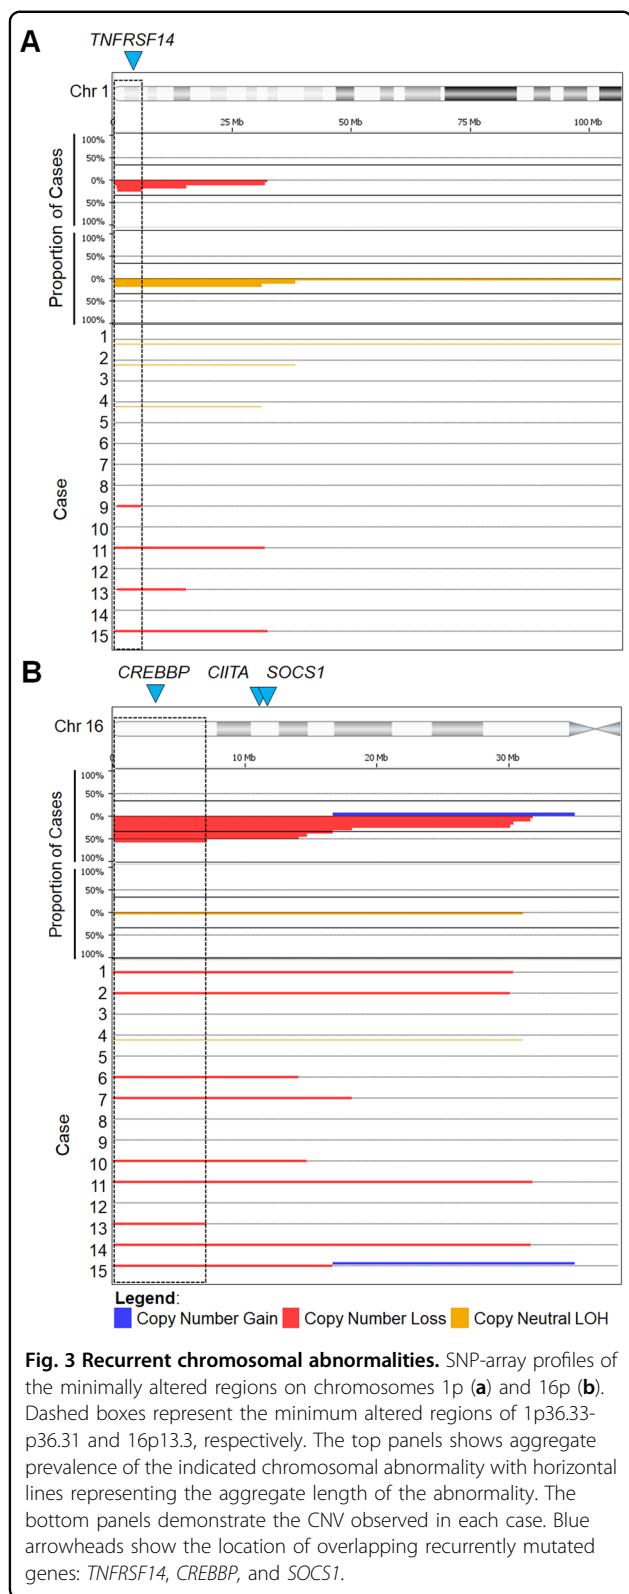 A
TNFRSF14
Chr 1
0 25 Mb 50 Mb 75 Mb 100 Mb
Proportion of Cases
100%
50%
0%
50%
100%
100%
50%
0%
50%
100%
Case
1
2
3
4
5
6
7
8
9
10
11
12
13
14
15
B
CREBBP CIITA SOCS1
Chr 16
10 Mb 20 Mb 30 Mb
Proportion of Cases
100%
50%
0%
50%
100%
100%
50%
0%
50%
100%
Case
1
2
3
4
5
6
7
8
9
10
11
12
13
14
15
Legend:
Copy Number Gain Copy Number Loss Copy Neutral LOH
Fig. 3 Recurrent chromosomal abnormalities. SNP-array profiles of
the minimally altered regions on chromosomes 1p (a) and 16p (b).
Dashed boxes represent the minimum altered regions of 1p36.33-
p36.31 and 16p13.3, respectively. The top panels shows aggregate
prevalence of the indicated chromosomal abnormality with horizontal
lines representing the aggregate length of the abnormality. The
bottom panels demonstrate the CNV observed in each case. Blue
arrowheads show the location of overlapping recurrently mutated
genes: TNFRSF14, CREBBP, and SOCS1.